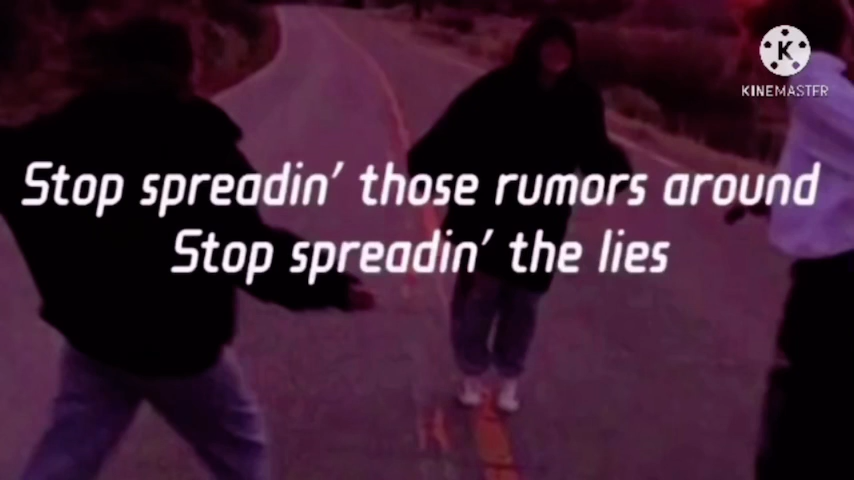 K
KINEMASTER
Stop spreadin’ those rumors around
Stop spreadin’ the lies